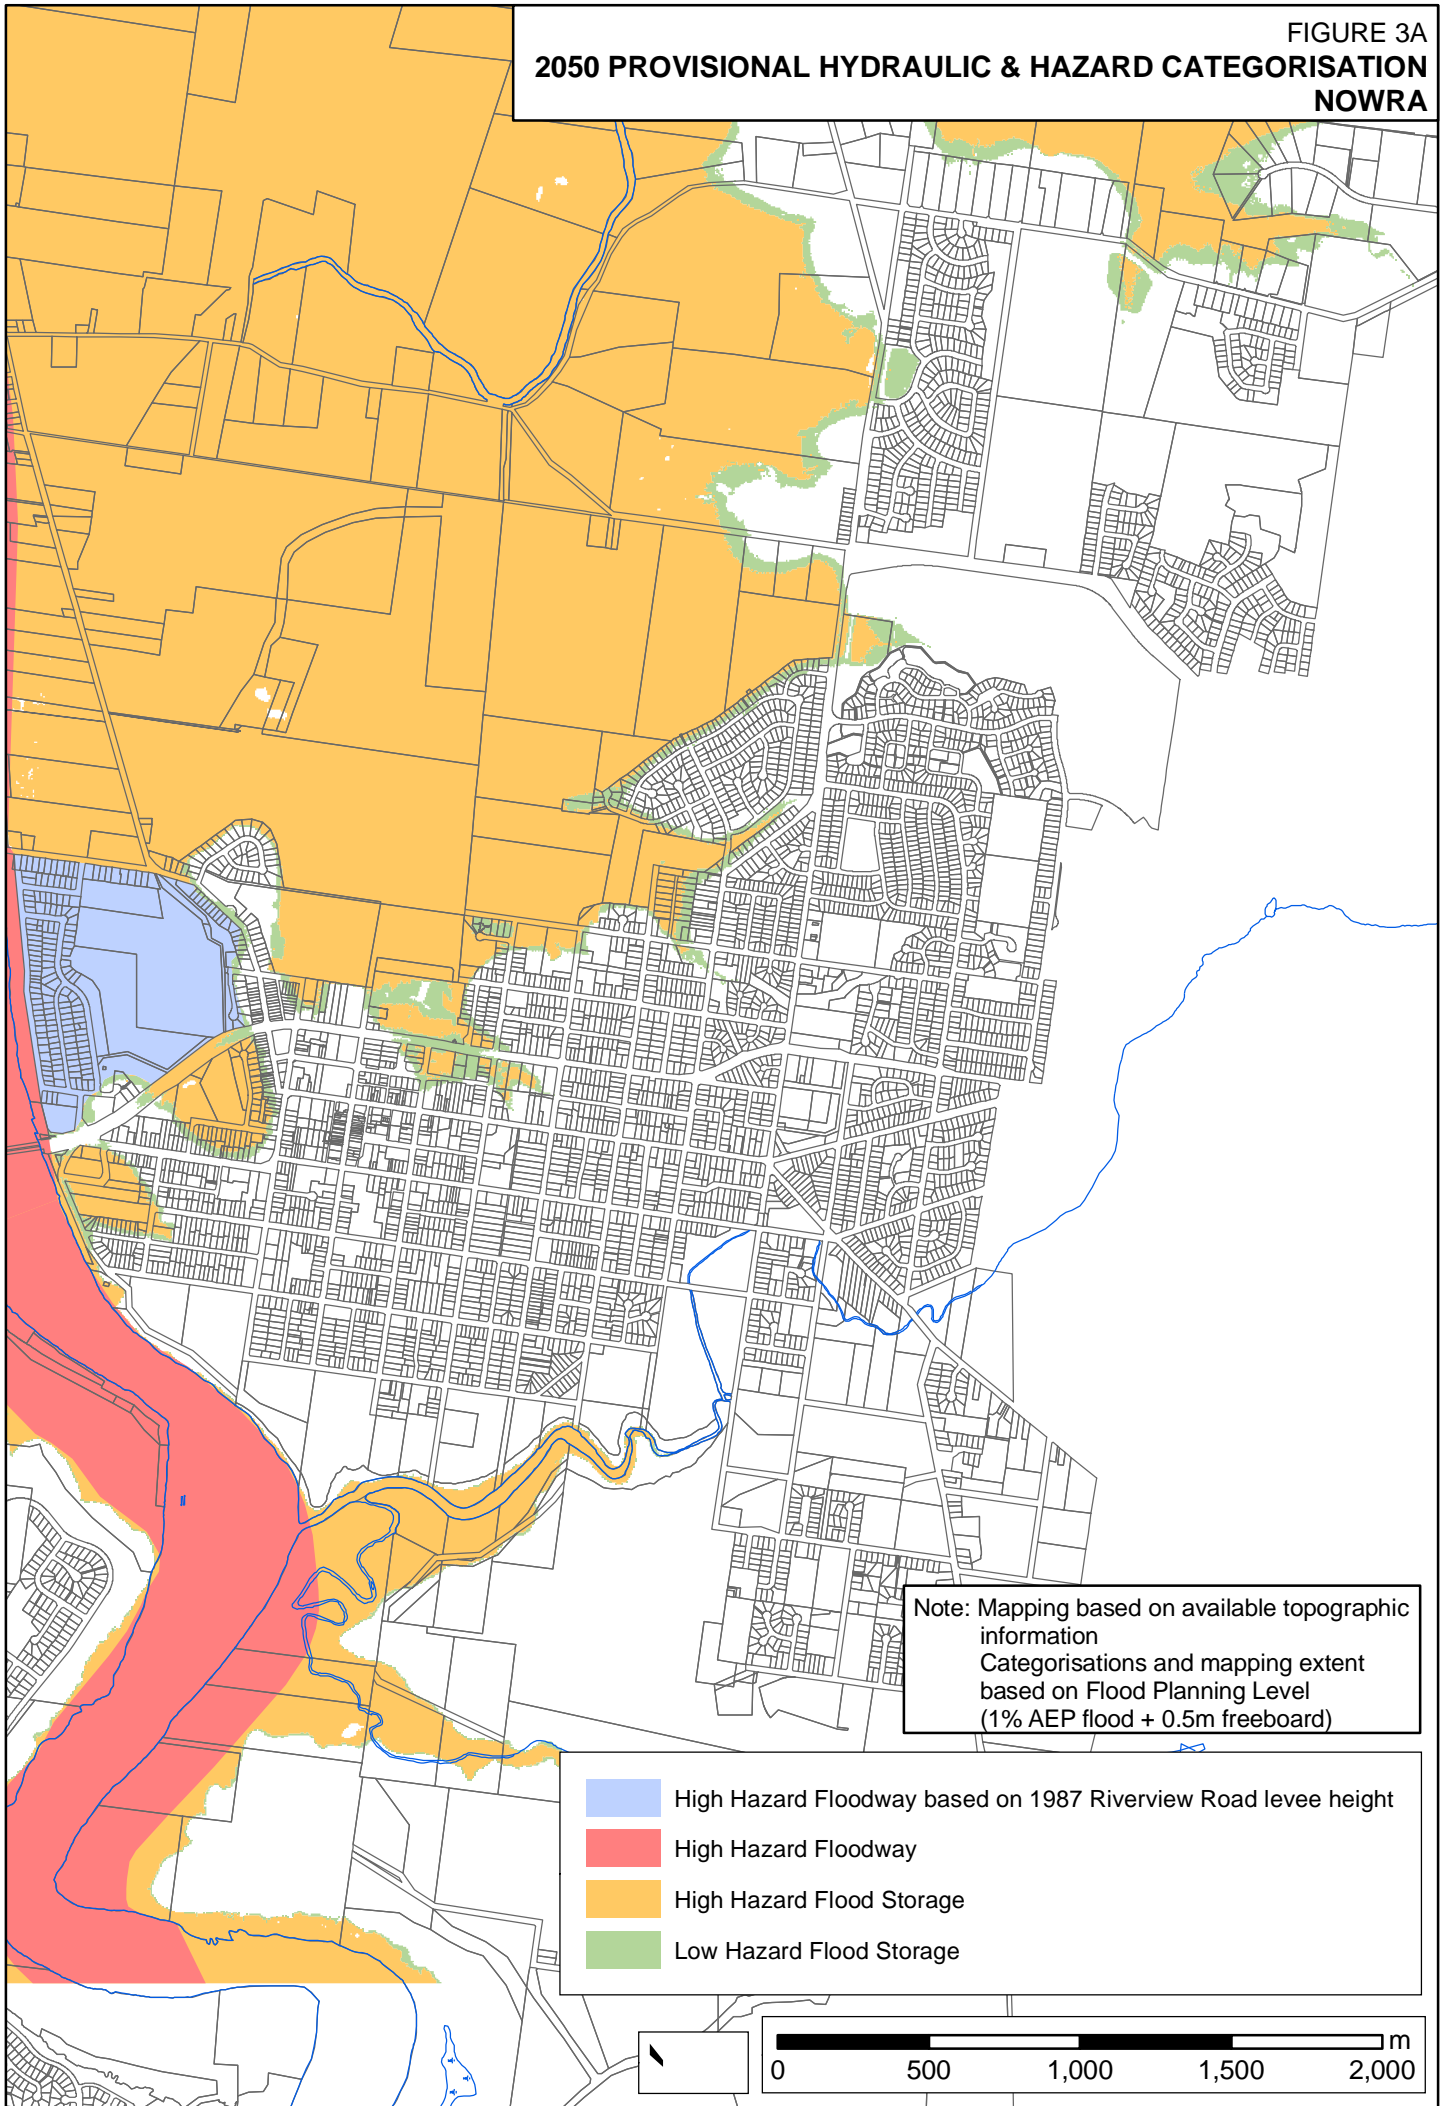 FIGURE 3A
2050 PROVISIONAL HYDRAULIC & HAZARD CATEGORISATION
NOWRA
Note: Mapping based on available topographic
information
Categorisations and mapping extent
based on Flood Planning Level
(1% AEP flood + 0.5m freeboard)
High Hazard Floodway based on 1987 Riverview Road levee height
High Hazard Floodway
High Hazard Flood Storage
Low Hazard Flood Storage
m
0 500 1,000 1,500 2,000